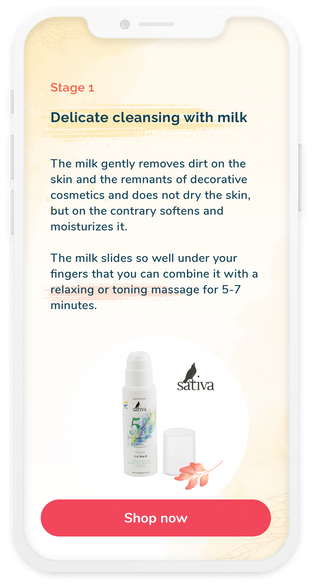 Stage 1
Delicate cleansing with milk
The milk gently removes dirt on the
skin and the remnants of decorative
cosmetics and does not dry the skin,
but on the contrary softens and
moisturizes it.
The milk slides so well under your
fingers that you can combine it with a
relaxing or toning massage for 5-7
minutes.
sativa
sativa
5
Shop now